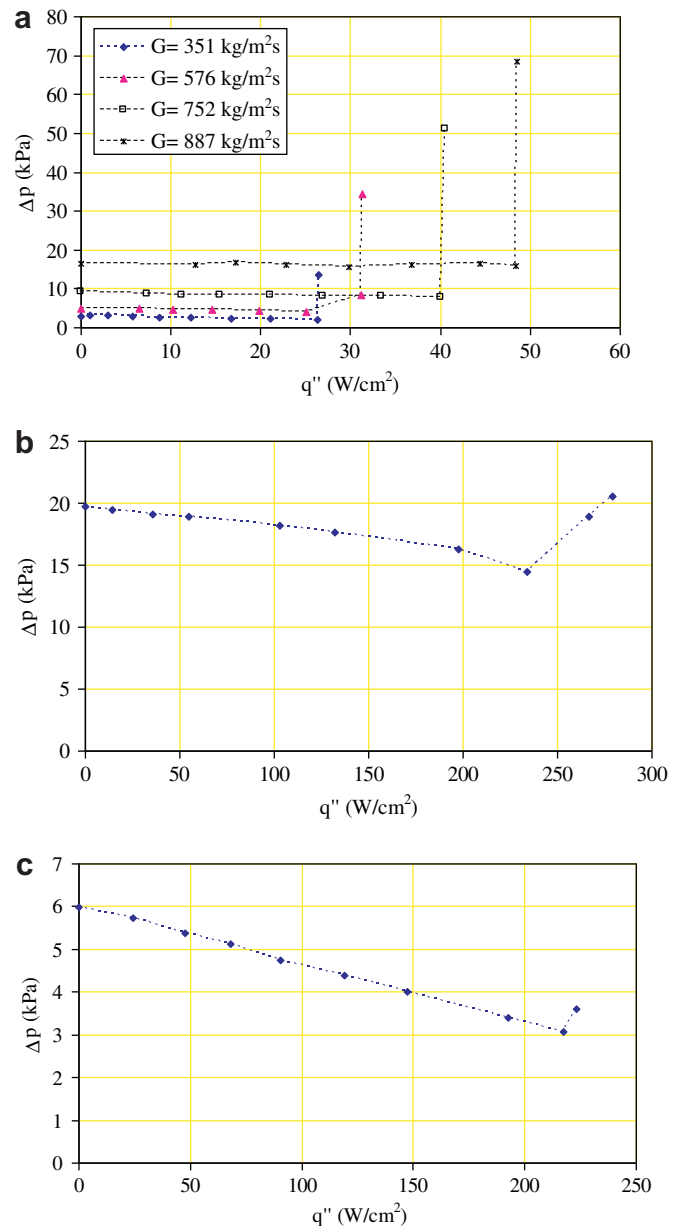 a
80
70
60
50
40
30
20
10
0
Δp (kPa)
G= 351 kg/m²s
G= 576 kg/m²s
G= 752 kg/m²s
G= 887 kg/m²s
0 10 20 30 40 50 60
q'' (W/cm²)
b
25
20
15
10
5
0
Δp (kPa)
0 50 100 150 200 250 300
q'' (W/cm²)
c
7
6
5
4
3
2
1
0
Δp (kPa)
0 50 100 150 200 250
q'' (W/cm²)